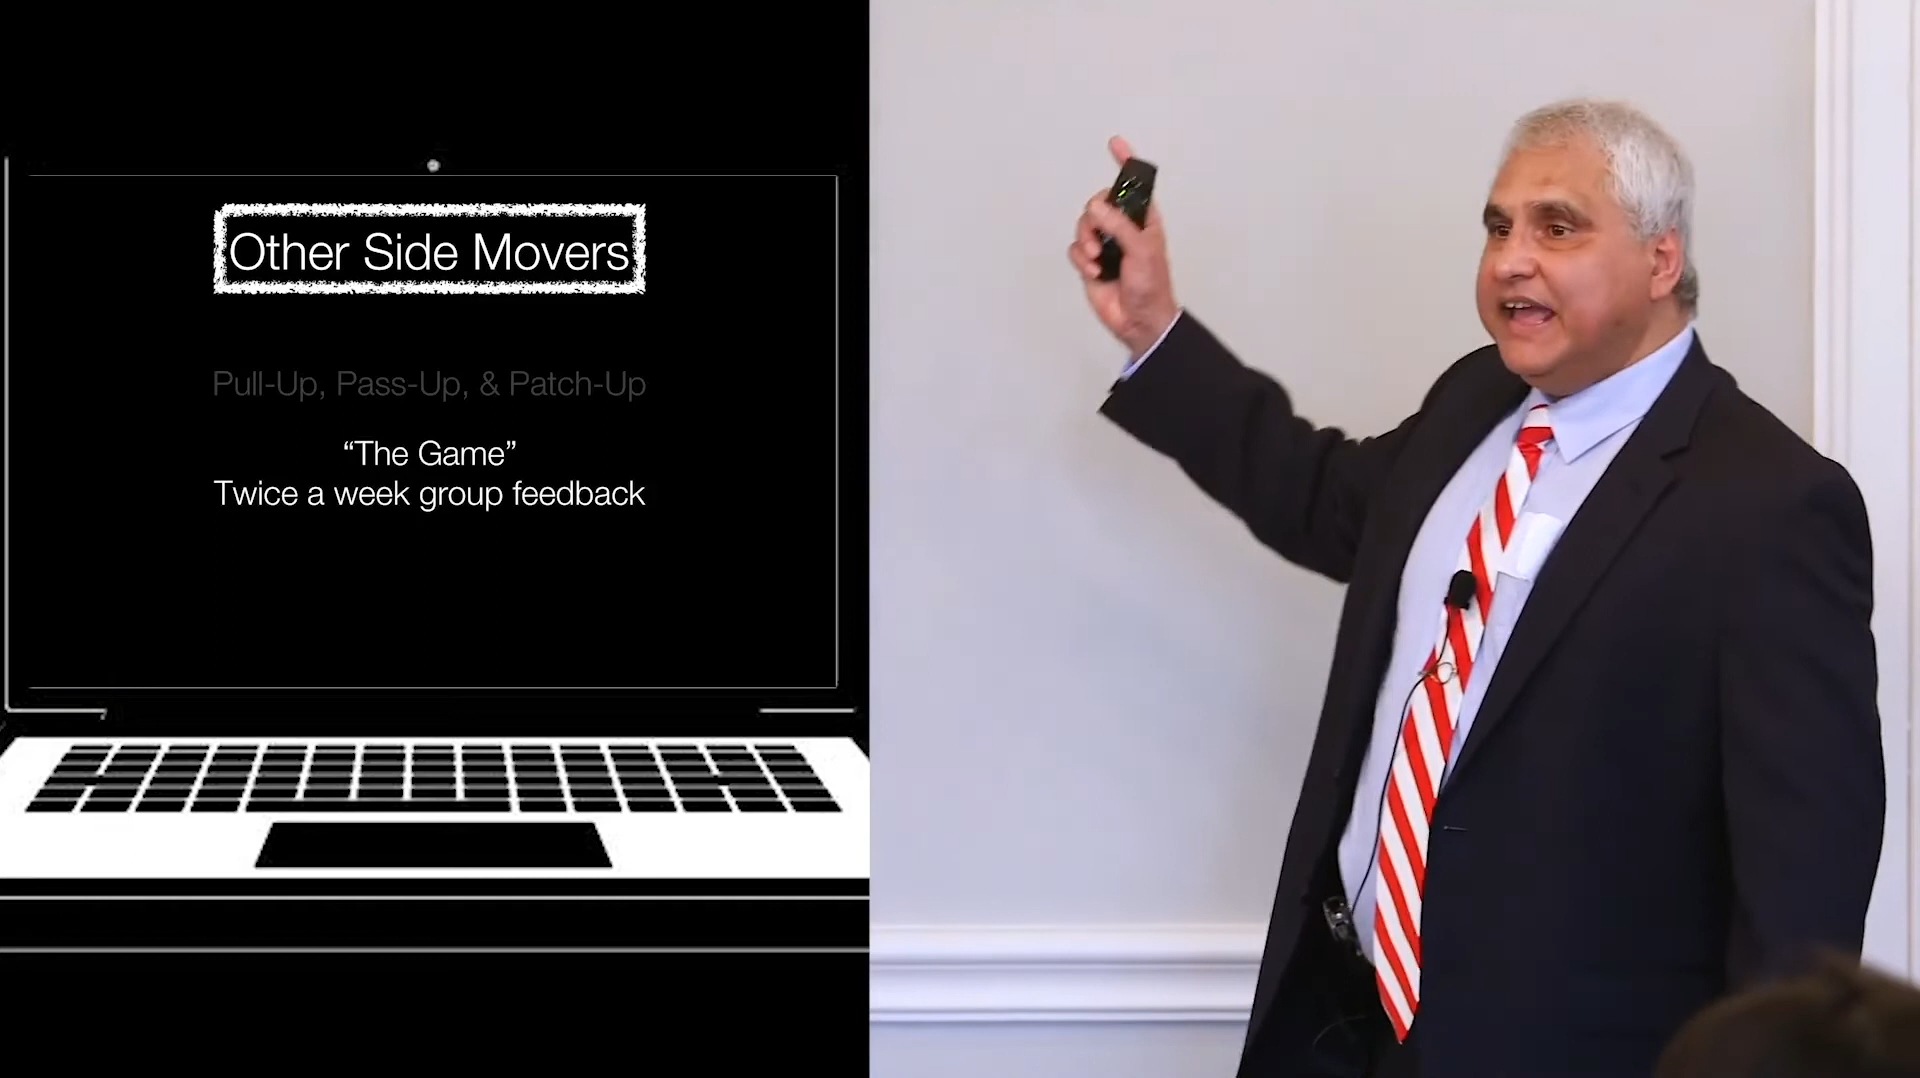 Other Side Movers
Pull-Up, Pass-Up, & Patch-Up
“The Game”
Twice a week group feedback